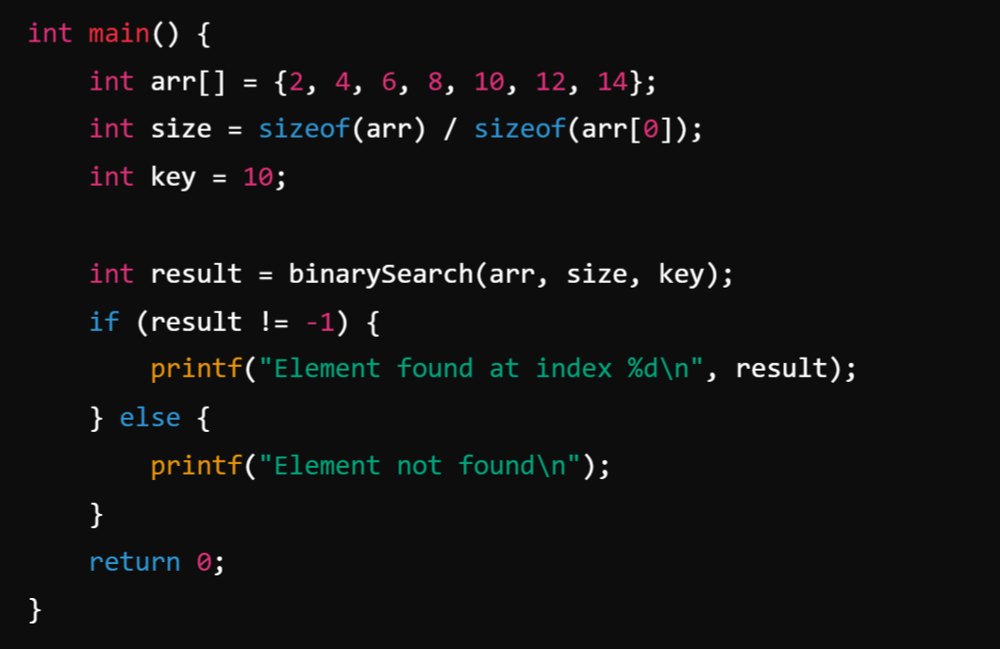 int main() {
    int arr[] = {2, 4, 6, 8, 10, 12, 14};
    int size = sizeof(arr) / sizeof(arr[0]);
    int key = 10;

    int result = binarySearch(arr, size, key);
    if (result != -1) {
        printf("Element found at index %d\n", result);
    } else {
        printf("Element not found\n");
    }
    return 0;
}